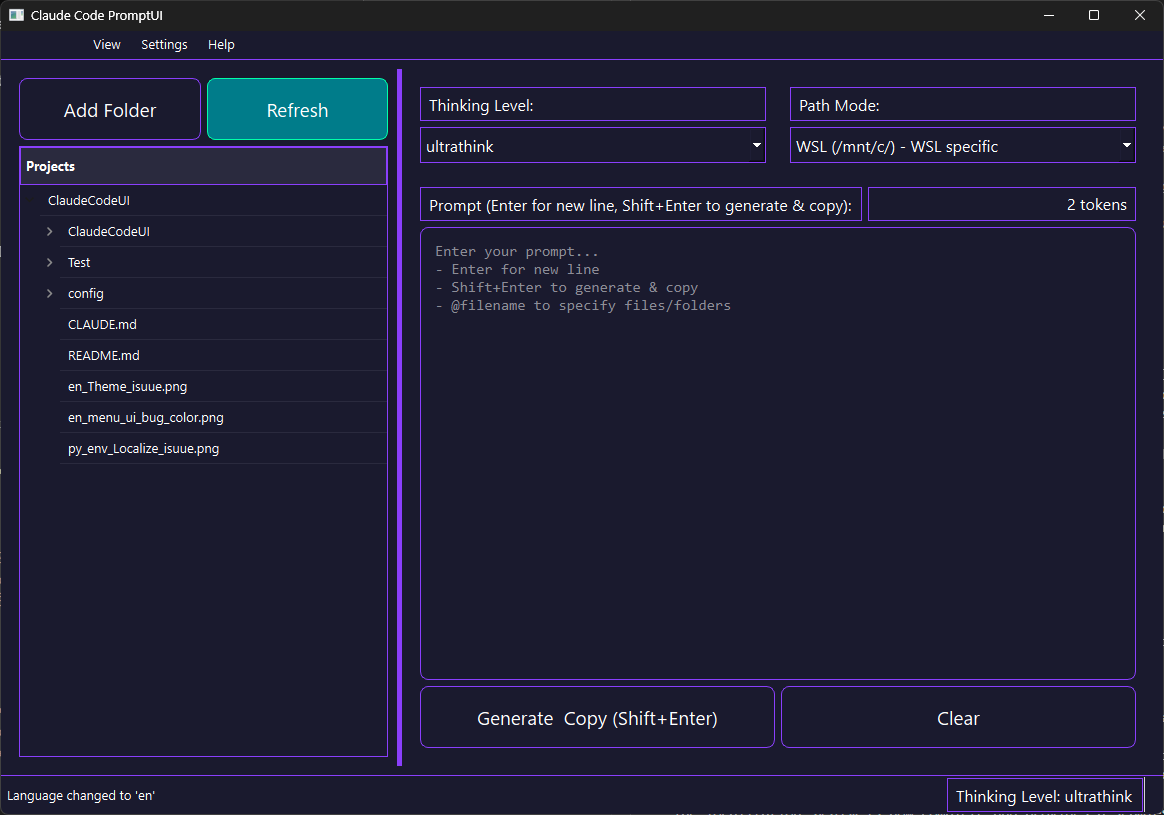 Claude Code PromptUI
View Settings Help
Add Folder
Refresh
Projects
ClaudeCodeUI
ClaudeCodeUI
Test
config
CLAUDE.md
README.md
en_Theme_isuue.png
en_menu_ui_bug_color.png
py_env_Localize_isuue.png
Thinking Level:
ultrathink
Path Mode:
WSL (/mnt/c/) - WSL specific
Prompt (Enter for new line, Shift+Enter to generate & copy):
2 tokens
Enter your prompt...
- Enter for new line
- Shift+Enter to generate & copy
- @filename to specify files/folders
Generate  Copy (Shift+Enter)
Clear
Language changed to 'en'
Thinking Level: ultrathink